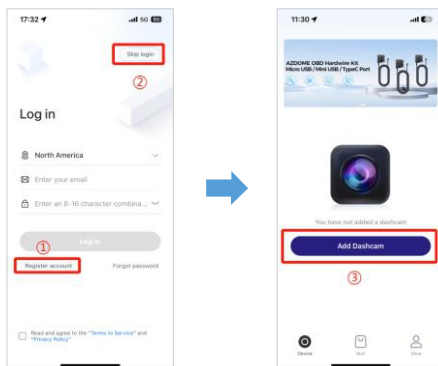 17:32
5G 60
Skip login
②
Log in
North America
Enter your email
Enter an 8-16 character combina...
①
Log in
Register account
Forgot password
Read and agree to the "Terms to Service" and
"Privacy Policy"
11:30
AZDOME OBD Hardwire Kit
Micro USB / Mini USB / TypeC Port
You have not added a dashcam
Add Dashcam
③
Device
Mall
Mine